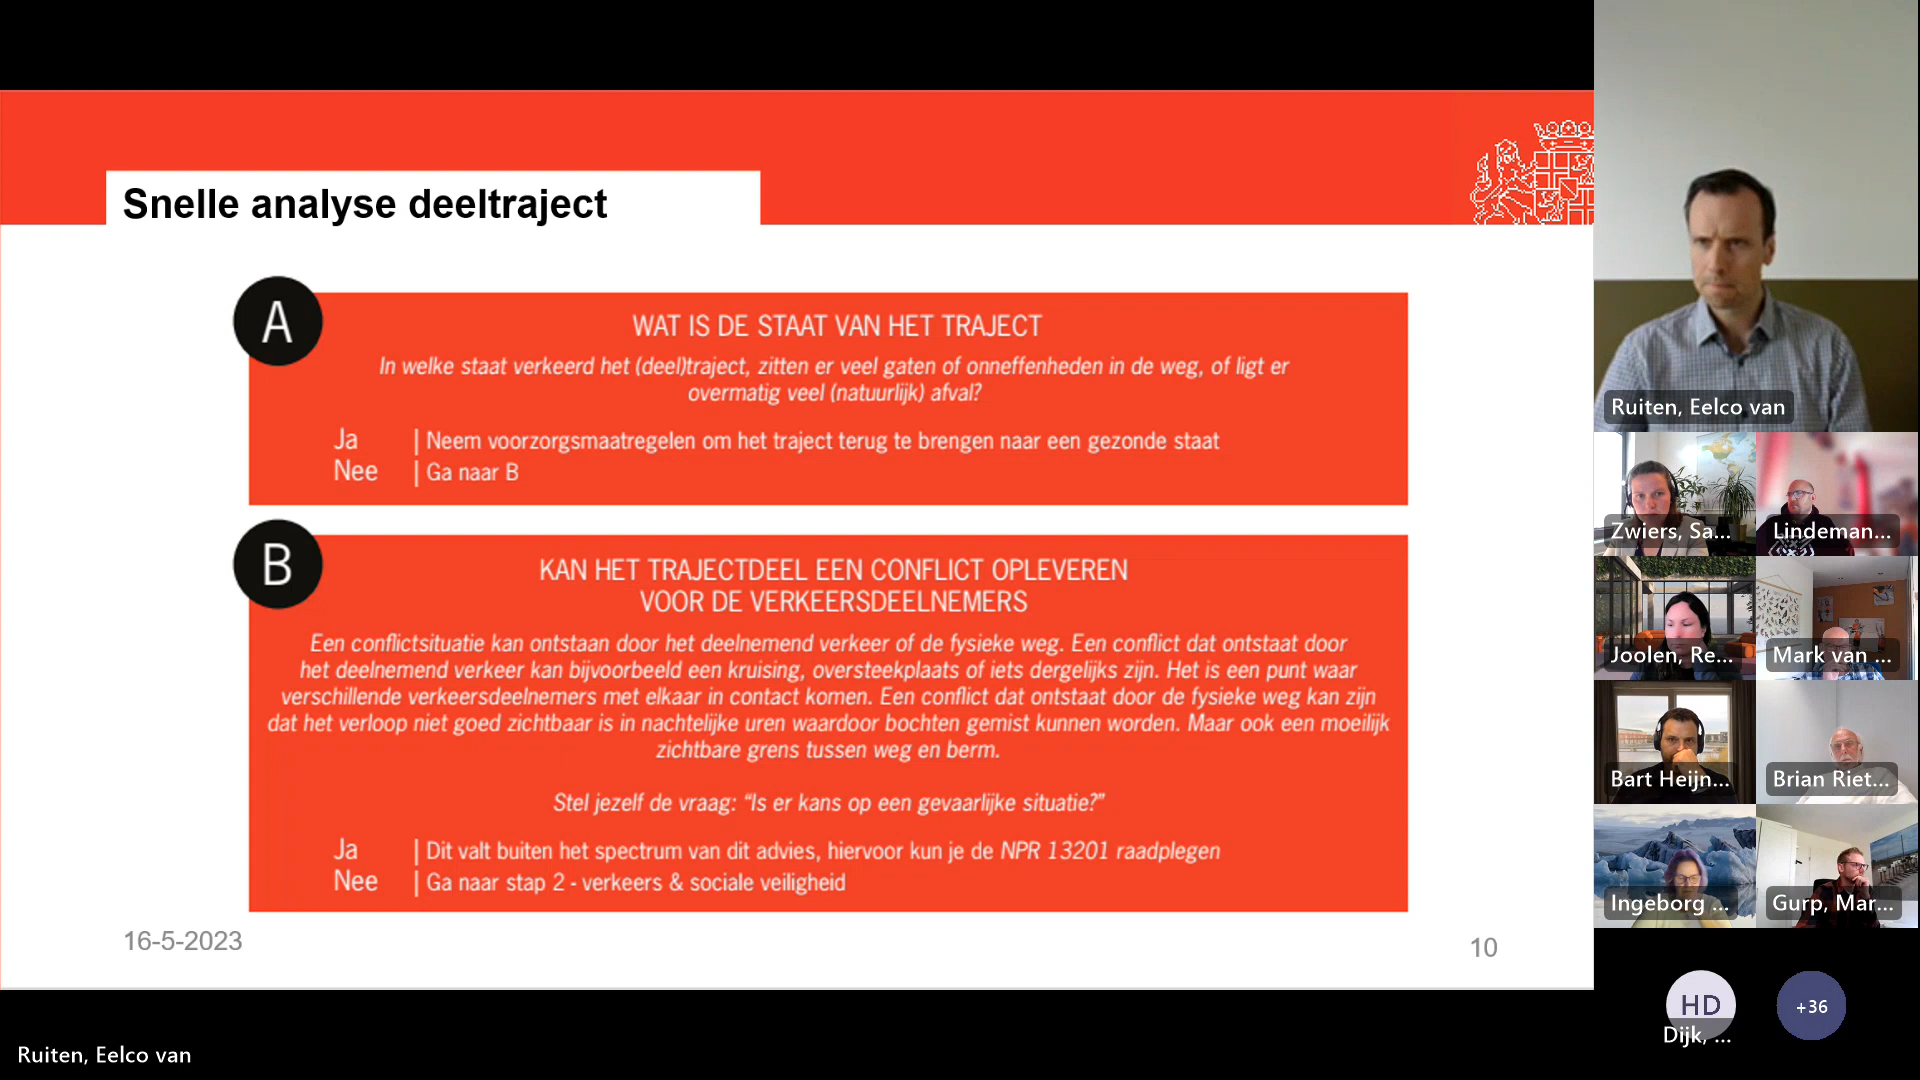 Snelle analyse deeltraject
A
WAT IS DE STAAT VAN HET TRAJECT
In welke staat verkeerd het (deel)traject, zitten er veel gaten of onneffenheden in de weg, of ligt er
overmatig veel (natuurlijk) afval?
Ja | Neem voorzorgsmaatregelen om het traject terug te brengen naar een gezonde staat
Nee | Ga naar B
B
KAN HET TRAJECTDEEL EEN CONFLICT OPLEVEREN
VOOR DE VERKEERSDEELNEMERS
Een conflictsituatie kan ontstaan door het deelnemend verkeer of de fysieke weg. Een conflict dat ontstaat door
het deelnemend verkeer kan bijvoorbeeld een kruising, oversteekplaats of iets dergelijks zijn. Het is een punt waar
verschillende verkeersdeelnemers met elkaar in contact komen. Een conflict dat ontstaat door de fysieke weg kan zijn
dat het verloop niet goed zichtbaar is in nachtelijke uren waardoor bochten gemist kunnen worden. Maar ook een moeilijk
zichtbare grens tussen weg en berm.
Stel jezelf de vraag: “Is er kans op een gevaarlijke situatie?”
Ja | Dit valt buiten het spectrum van dit advies, hiervoor kun je de NPR 13201 raadplegen
Nee | Ga naar stap 2 - verkeers & sociale veiligheid
16-5-2023
10
Ruiten, Eelco van
Ruiten, Eelco van
Zwiers, Sa...
Lindeman...
Joolen, Re...
Mark van ...
Bart Heijn...
Brian Riet...
Ingeborg ...
Gurp, Mar...
HD
Dijk, ...
+36